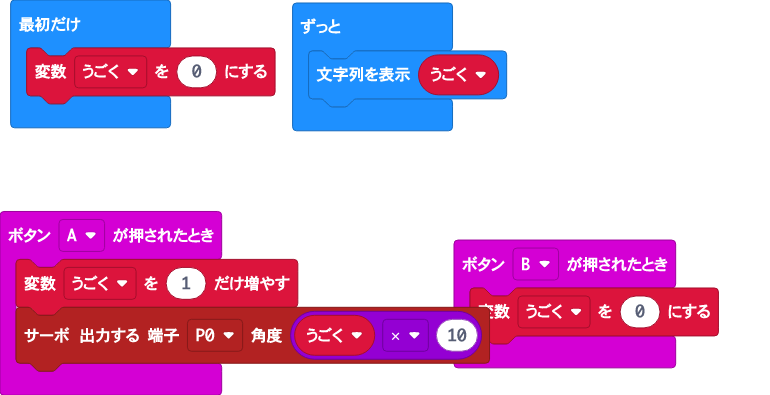 最初だけ
変数 うごく を 0 にする
ずっと
文字列を表示 うごく
ボタン A が押されたとき
変数 うごく を 1 だけ増やす
サーボ 出力する 端子 P0 角度 うごく × 10
ボタン B が押されたとき
数 うごく を 0 にする